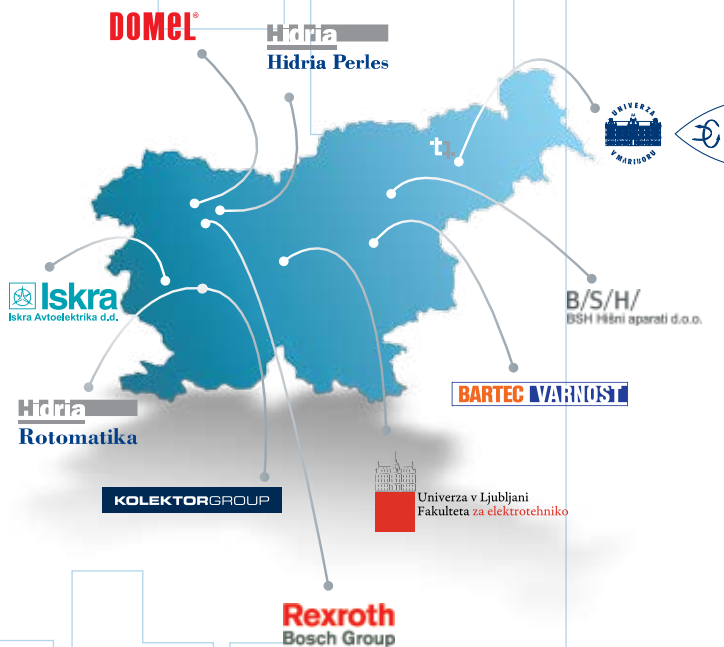 DOMEL®
Hidria
Hidria Perles
UNIVERZA
V MARIBORU
Iskra
Iskra Avtoelektrika d.d.
B/S/H/
BSH Hišni aparati d.o.o.
BARTEC VARNOST
Hidria
Rotomatika
KOLEKTORGROUP
Univerza v Ljubljani
Fakulteta za elektrotehniko
Rexroth
Bosch Group